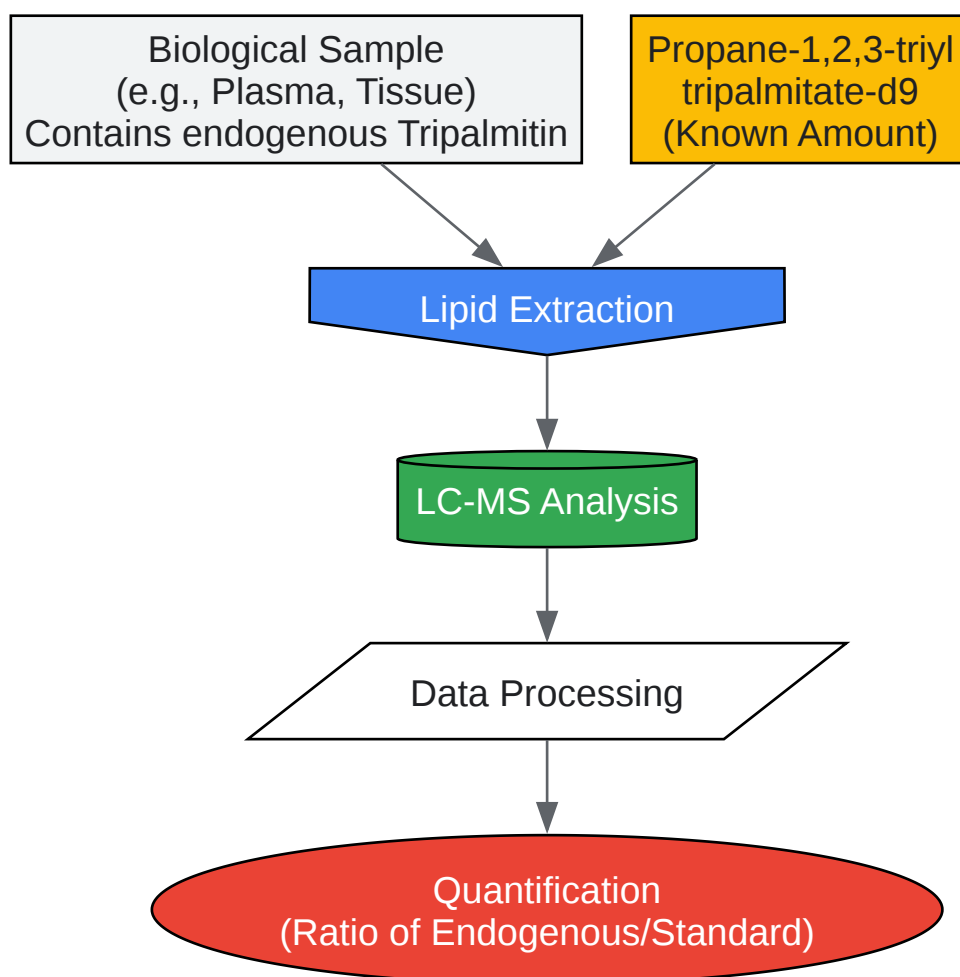 Biological Sample
(e.g., Plasma, Tissue)
Contains endogenous Tripalmitin
Propane-1,2,3-triyl
tripalmitate-d9
(Known Amount)
Lipid Extraction
LC-MS Analysis
Data Processing
Quantification
(Ratio of Endogenous/Standard)